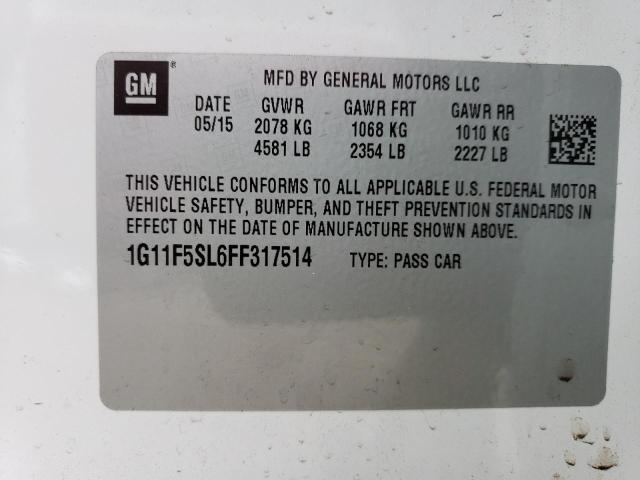 GM®
MFD BY GENERAL MOTORS LLC
DATE GVWR GAWR FRT GAWR RR
05/15 2078 KG 1068 KG 1010 KG
4581 LB 2354 LB 2227 LB
THIS VEHICLE CONFORMS TO ALL APPLICABLE U.S. FEDERAL MOTOR
VEHICLE SAFETY, BUMPER, AND THEFT PREVENTION STANDARDS IN
EFFECT ON THE DATE OF MANUFACTURE SHOWN ABOVE.
1G11F5SL6FF317514 TYPE: PASS CAR